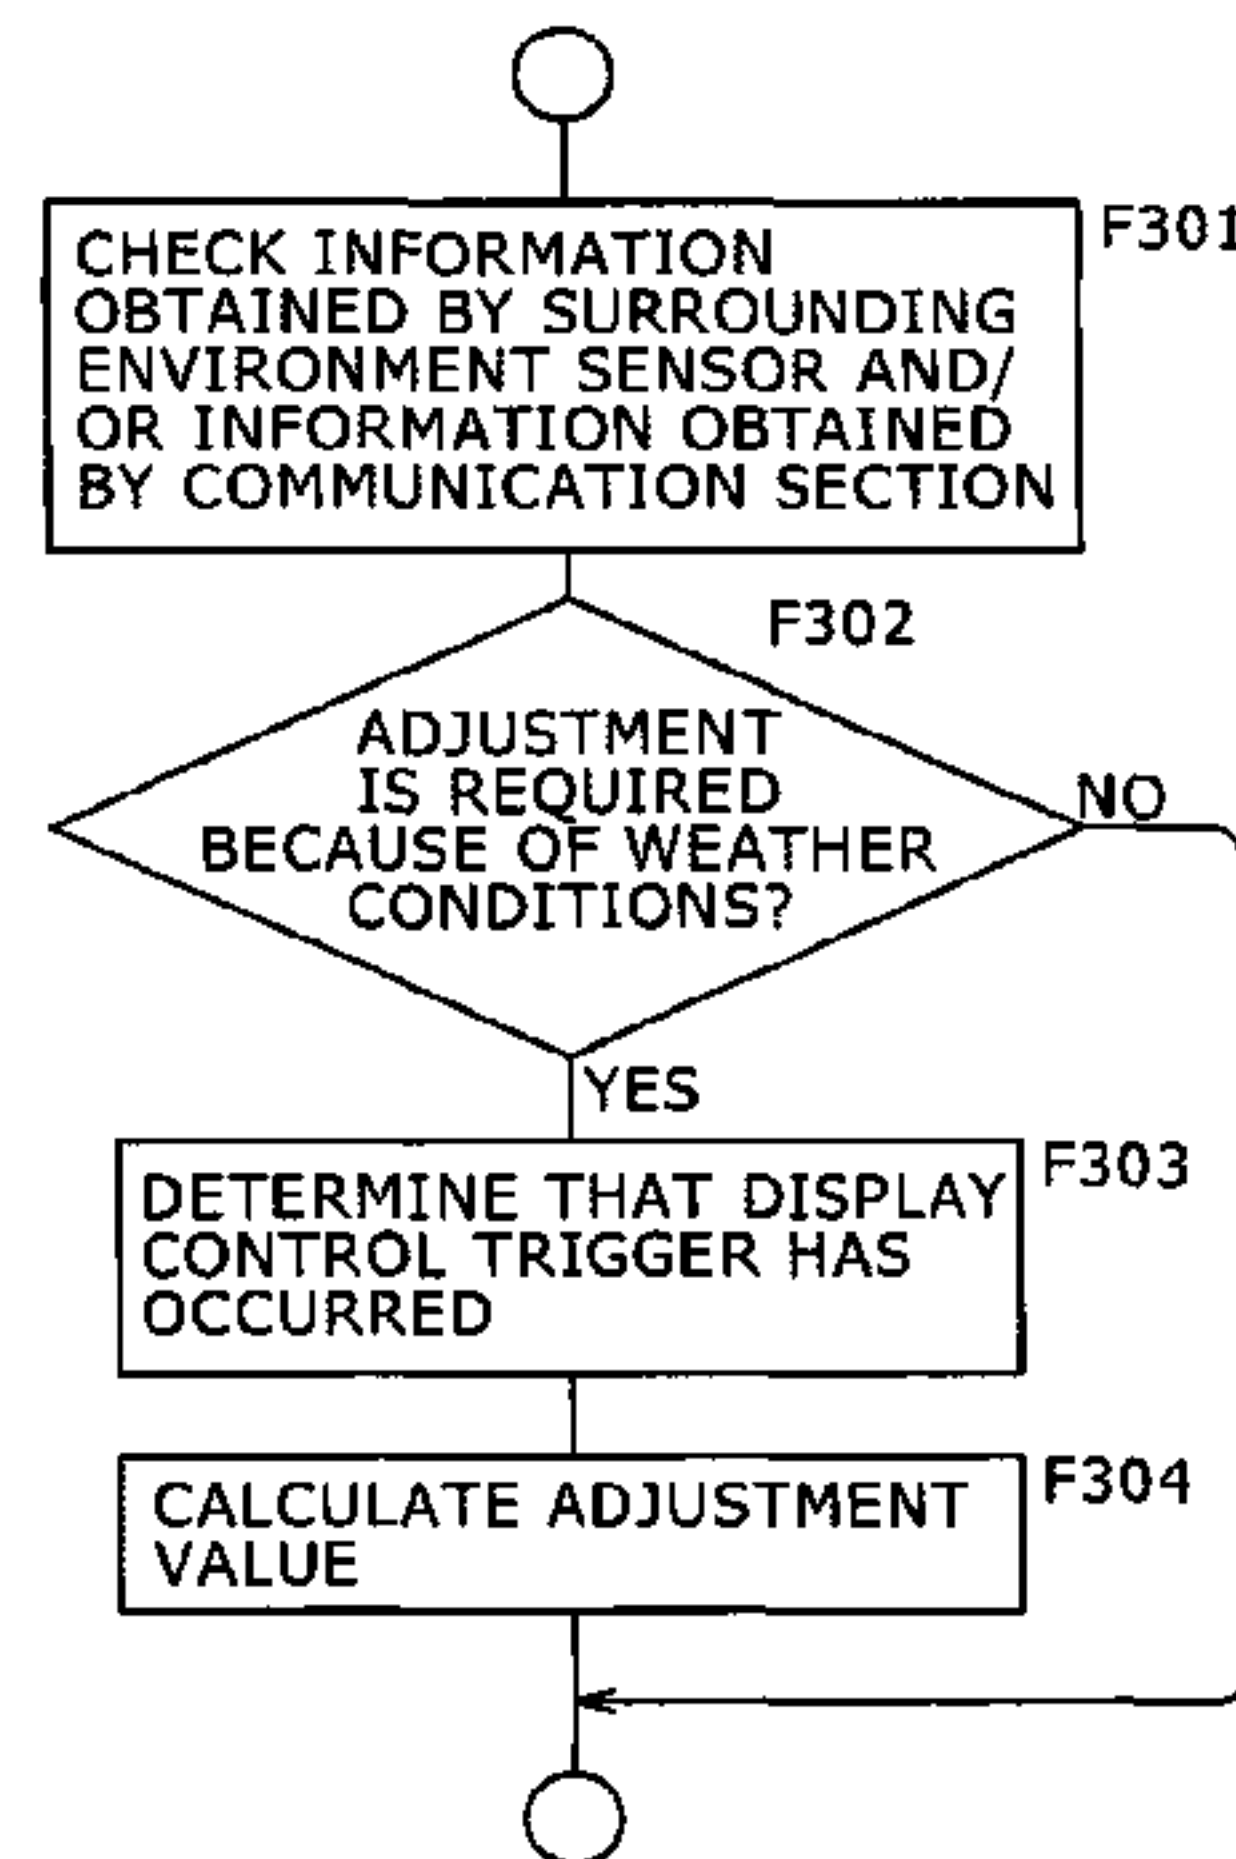 F301
CHECK INFORMATION
OBTAINED BY SURROUNDING
ENVIRONMENT SENSOR AND/
OR INFORMATION OBTAINED
BY COMMUNICATION SECTION
F302
ADJUSTMENT
IS REQUIRED
BECAUSE OF WEATHER
CONDITIONS?
NO
YES
F303
DETERMINE THAT DISPLAY
CONTROL TRIGGER HAS
OCCURRED
F304
CALCULATE ADJUSTMENT
VALUE